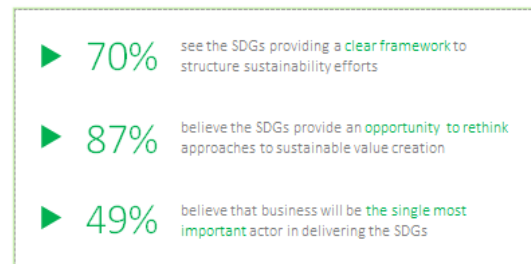 70%
see the SDGs providing a clear framework to
structure sustainability efforts
87%
believe the SDGs provide an opportunity to rethink
approaches to sustainable value creation
49%
believe that business will be the single most
important actor in delivering the SDGs